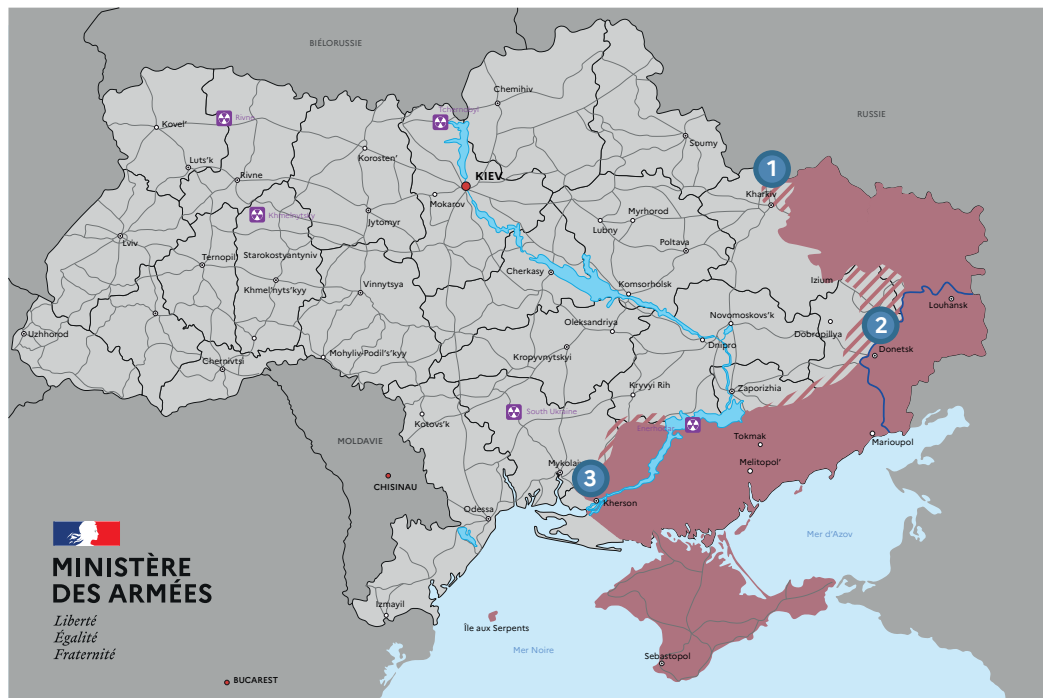 BIÉLORUSSIE
RUSSIE
Chernihiv
Tchernobyl
Rivne
Kovel'
Soumy
Korosten'
Luts'k
Rivne
KIEV
1
Kharkiv
Mokarov
Khmelnytsky
Jytomyr
Myrhorod
Lubny
Lviv
Poltava
Ternopil
Starokostyantyniv
Cherkasy
Izium
Khmel'nyts'kyy
Vinnytsya
Komsorholsk
Louhansk
Oleksandriya
Novomoskovs'k
2
Dobropillya
Uzhhorod
Dnipro
Donetsk
Mohyliv-Podil's'kyy
Kropyvnytskyi
Chernivtsi
Kryvyi Rih
Zaporizhia
South Ukraine
Kotovs'k
Enerhodar
MOLDAVIE
Tokmak
Marioupol
Mykolaiv
Melitopol'
3
CHISINAU
Kherson
Odessa
Mer d'Azov
MINISTÈRE
DES ARMÉES
Liberté
Égalité
Fraternité
Izmayil
Île aux Serpents
Mer Noire
Sebastopol
BUCAREST